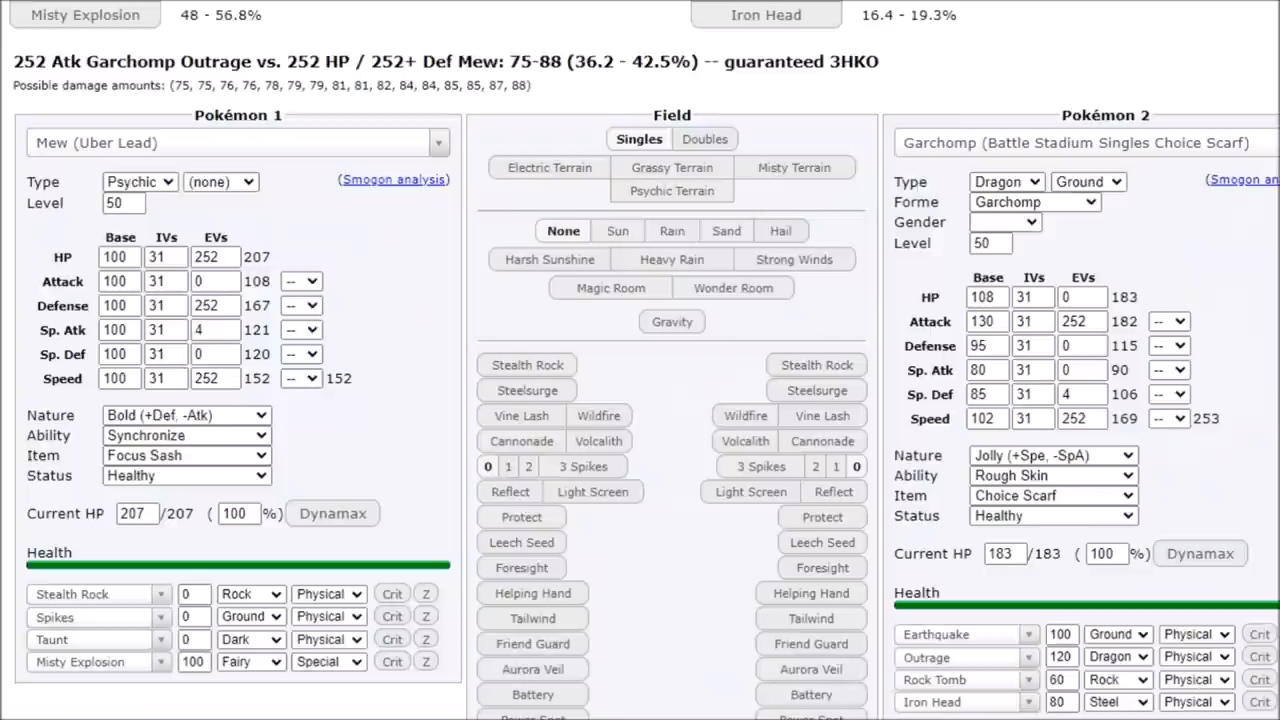 Misty Explosion 48 - 56.8% Iron Head 16.4 - 19.3%
252 Atk Garchomp Outrage vs. 252 HP / 252+ Def Mew: 75-88 (36.2 - 42.5%) -- guaranteed 3HKO
Possible damage amounts: (75, 75, 76, 76, 78, 79, 79, 81, 81, 82, 84, 84, 85, 85, 87, 88)
Pokémon 1
Mew (Uber Lead)
Type Psychic (none) (Smogon analysis)
Level 50
Base IVs EVs
HP 100 31 252 207
Attack 100 31 0 108 --
Defense 100 31 252 167 --
Sp. Atk 100 31 4 121 --
Sp. Def 100 31 0 120 --
Speed 100 31 252 152 -- 152
Nature Bold (+Def, -Atk)
Ability Synchronize
Item Focus Sash
Status Healthy
Current HP 207 /207 ( 100 %) Dynamax
Health
Stealth Rock 0 Rock Physical Crit Z
Spikes 0 Ground Physical Crit Z
Taunt 0 Dark Physical Crit Z
Misty Explosion 100 Fairy Special Crit Z
Field
Singles Doubles
Electric Terrain Grassy Terrain Misty Terrain
Psychic Terrain
None Sun Rain Sand Hail
Harsh Sunshine Heavy Rain Strong Winds
Magic Room Wonder Room
Gravity
Stealth Rock Stealth Rock
Steelsurge Steelsurge
Vine Lash Wildfire Wildfire Vine Lash
Cannonade Volcalith Volcalith Cannonade
0 1 2 3 Spikes 3 Spikes 2 1 0
Reflect Light Screen Light Screen Reflect
Protect Protect
Leech Seed Leech Seed
Foresight Foresight
Helping Hand Helping Hand
Tailwind Tailwind
Friend Guard Friend Guard
Aurora Veil Aurora Veil
Battery Battery
Power Spot Power Spot
Pokémon 2
Garchomp (Battle Stadium Singles Choice Scarf)
Type Dragon Ground (Smogon an
Forme Garchomp
Gender
Level 50
Base IVs EVs
HP 108 31 0 183
Attack 130 31 252 182 --
Defense 95 31 0 115 --
Sp. Atk 80 31 0 90 --
Sp. Def 85 31 4 106 --
Speed 102 31 252 169 -- 253
Nature Jolly (+Spe, -SpA)
Ability Rough Skin
Item Choice Scarf
Status Healthy
Current HP 183 /183 ( 100 %) Dynamax
Health
Earthquake 100 Ground Physical Crit
Outrage 120 Dragon Physical Crit
Rock Tomb 60 Rock Physical Crit
Iron Head 80 Steel Physical Crit